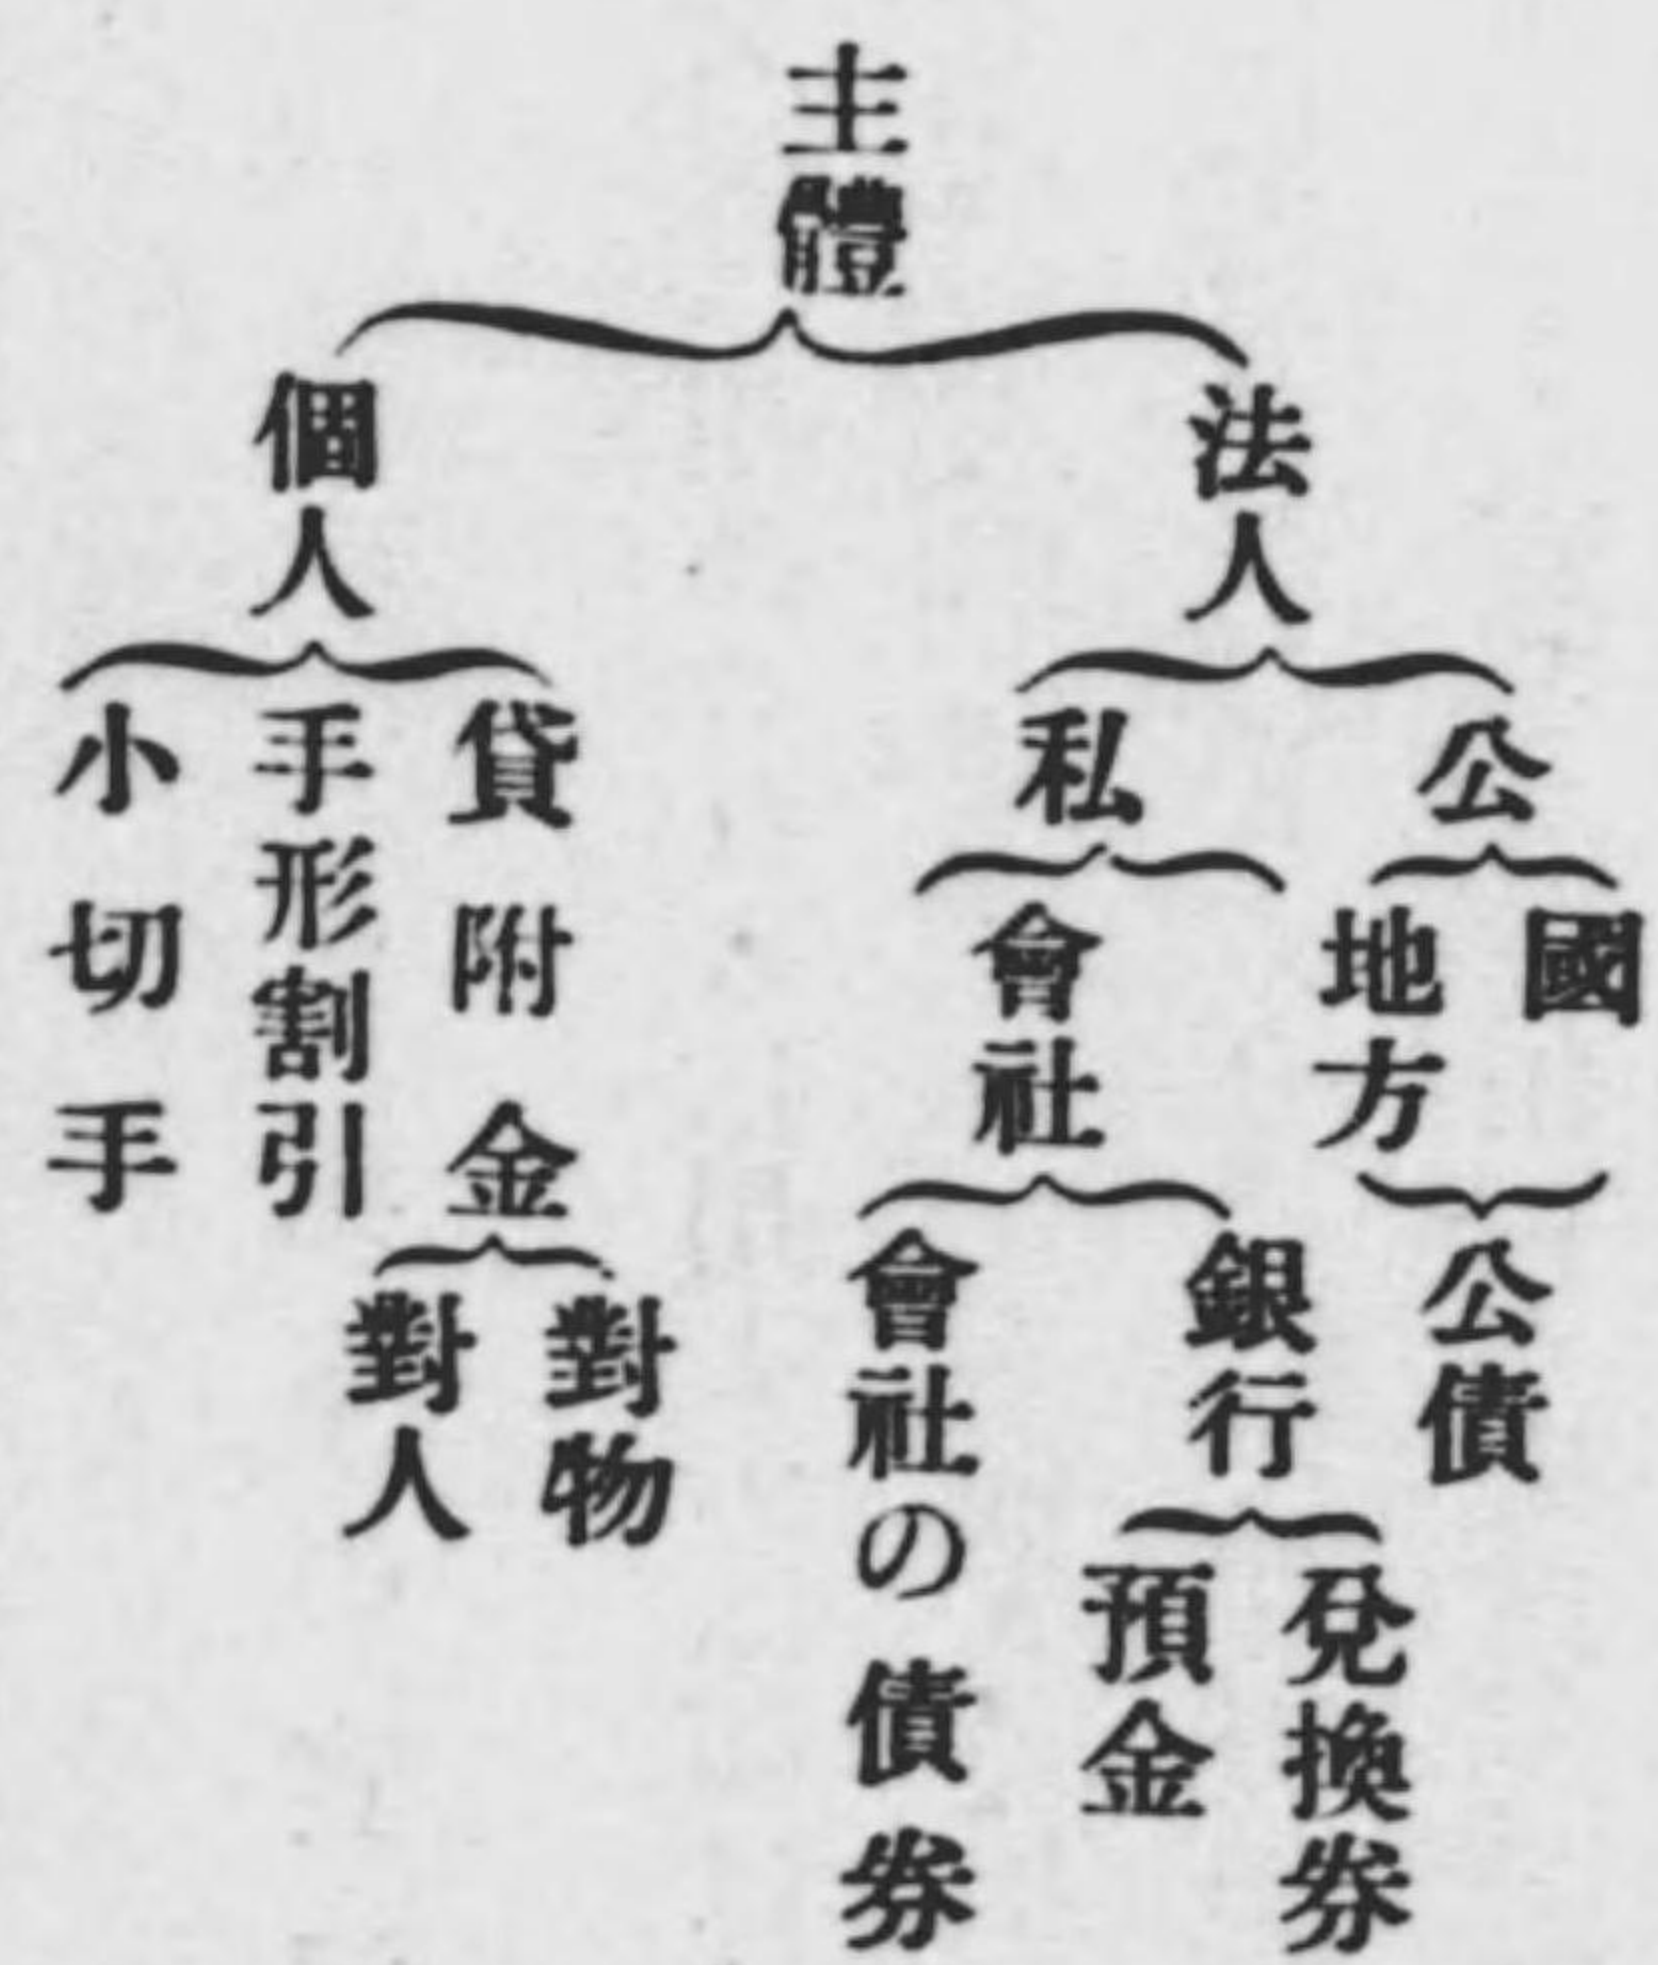 主體
法人
公
國
地方
公債
私
會社
銀行
兌換券
預金
會社の債券
個人
貸附金
對物
對人
手形割引
小切手